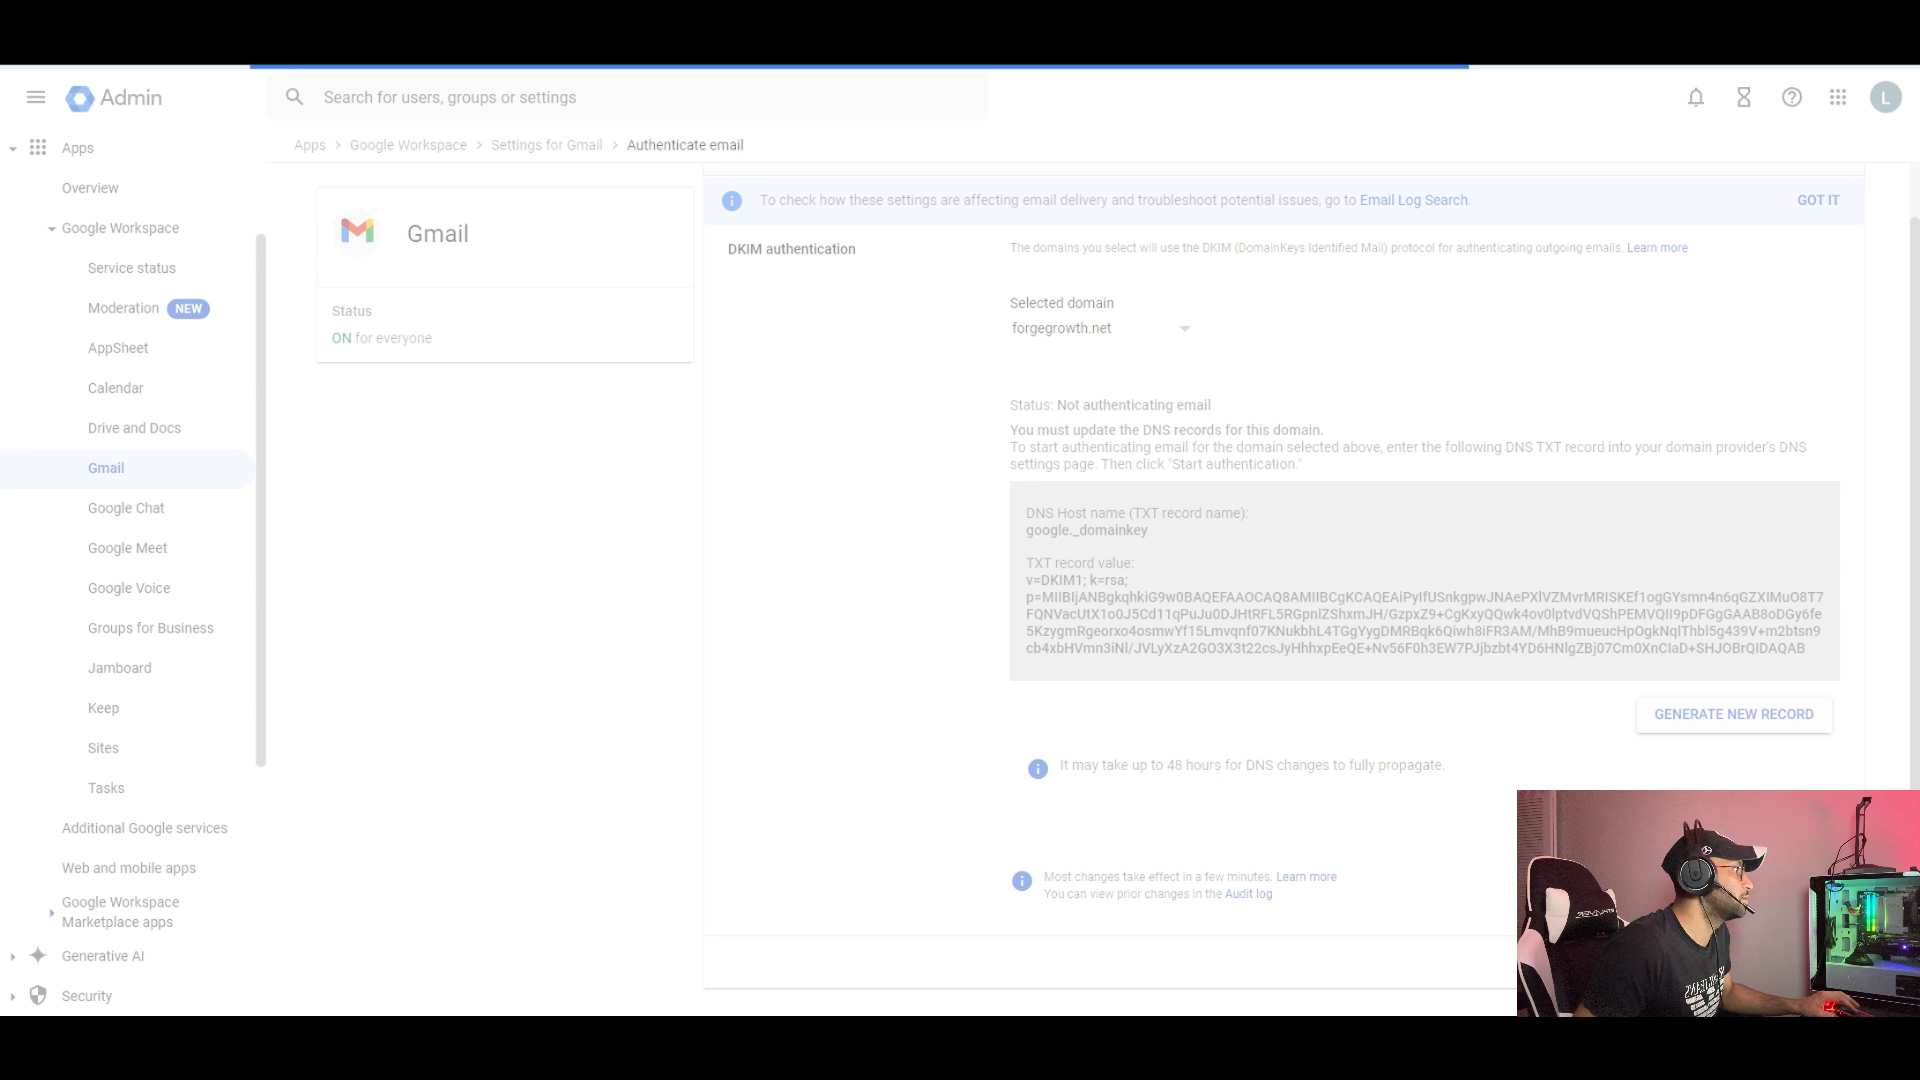 Admin
Search for users, groups or settings
L
Apps
Overview
Google Workspace
Service status
Moderation NEW
AppSheet
Calendar
Drive and Docs
Gmail
Google Chat
Google Meet
Google Voice
Groups for Business
Jamboard
Keep
Sites
Tasks
Additional Google services
Web and mobile apps
Google Workspace
Marketplace apps
Generative AI
Security
Apps > Google Workspace > Settings for Gmail > Authenticate email
Gmail
Status
ON for everyone
To check how these settings are affecting email delivery and troubleshoot potential issues, go to Email Log Search.
GOT IT
DKIM authentication
The domains you select will use the DKIM (DomainKeys Identified Mail) protocol for authenticating outgoing emails. Learn more
Selected domain
forgegrowth.net
Status: Not authenticating email
You must update the DNS records for this domain.
To start authenticating email for the domain selected above, enter the following DNS TXT record into your domain provider's DNS
settings page. Then click "Start authentication."
DNS Host name (TXT record name):
google._domainkey
TXT record value:
v=DKIM1; k=rsa;
p=MIIBIjANBgkqhkiG9w0BAQEFAAOCAQ8AMIIBCgKCAQEAiPyIfUSnkgpwJNAePXlVZMvrMRISKEf1ogGYsmn4n6qGZXIMuO8T7
FQNVacUtX1o0J5Cd11qPuJu0DJHtRFL5RGpnlZShxmJH/GzpxZ9+CgKxyQQwk4ov0lptvdVQShPEMVQII9pDFGgGAAB8oDGy6fe
5KzygmRgeorxo4osmwYf15Lmvqnf07KNukbhL4TGgYygDMRBqk6Qiwh8iFR3AM/MhB9mueucHpOgkNqlThbl5g439V+m2btsn9
cb4xbHVmn3iNl/JVLyXzA2GO3X3t22csJyHhhxpEeQE+Nv56F0h3EW7PJjbzbt4YD6HNlgZBj07Cm0XnCIaD+SHJOBrQIDAQAB
GENERATE NEW RECORD
It may take up to 48 hours for DNS changes to fully propagate.
Most changes take effect in a few minutes. Learn more
You can view prior changes in the Audit log